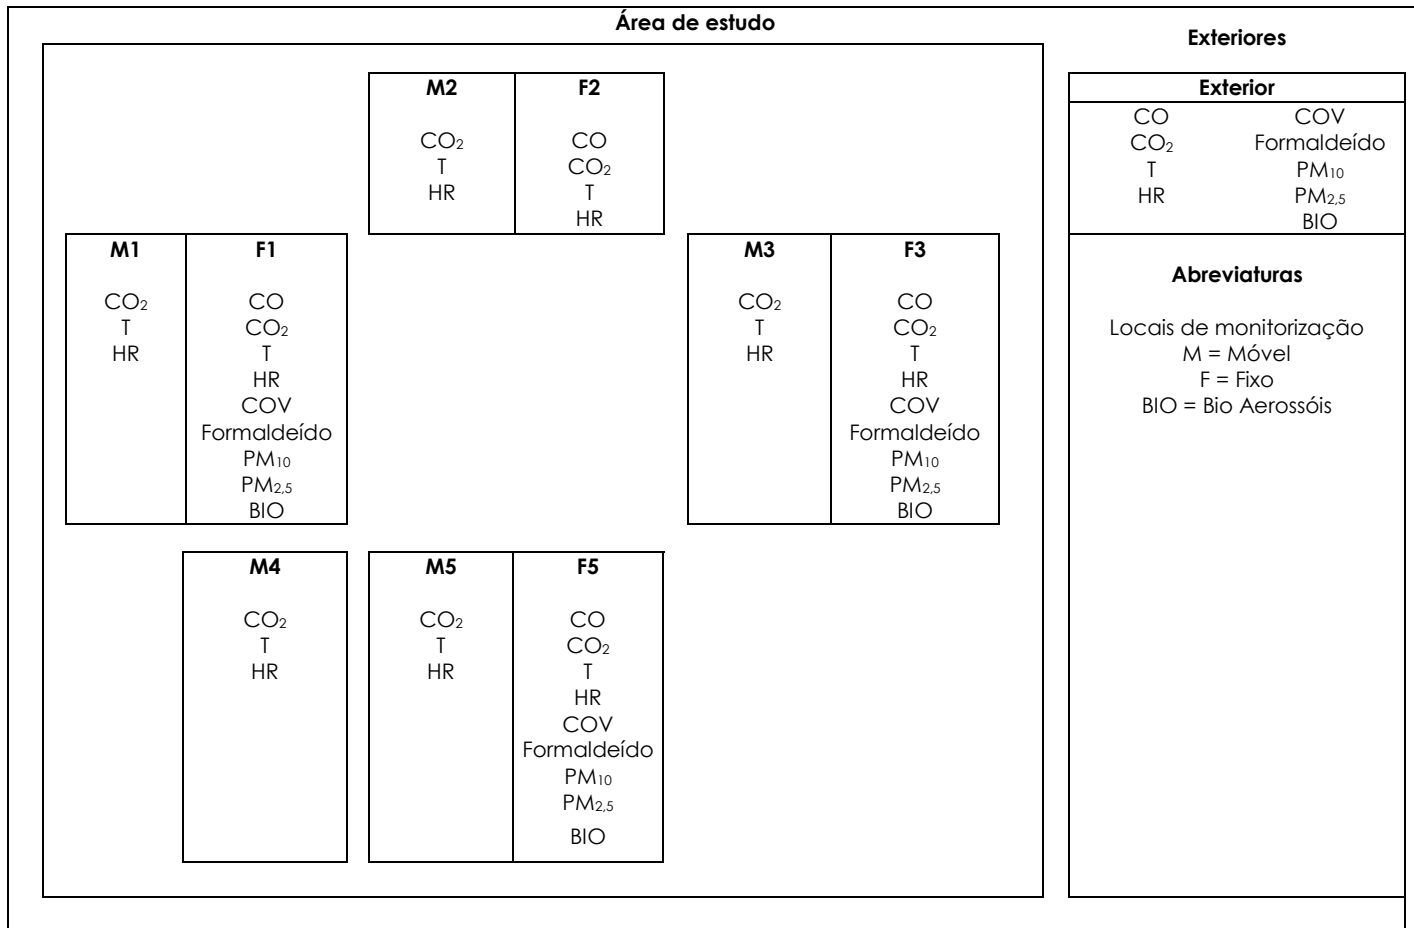 Área de estudo
Exteriores
M2 F2
CO₂
T
HR
CO
CO₂
T
HR
Exterior
CO COV
CO₂ Formaldeído
T PM₁₀
HR PM₂,₅
BIO
M1 F1
CO₂
T
HR
CO
CO₂
T
HR
COV
Formaldeído
PM₁₀
PM₂,₅
BIO
M3 F3
CO₂
T
HR
CO
CO₂
T
HR
COV
Formaldeído
PM₁₀
PM₂,₅
BIO
Abreviaturas
Locais de monitorização
M = Móvel
F = Fixo
BIO = Bio Aerossóis
M4
CO₂
T
HR
M5 F5
CO₂
T
HR
CO
CO₂
T
HR
COV
Formaldeído
PM₁₀
PM₂,₅
BIO